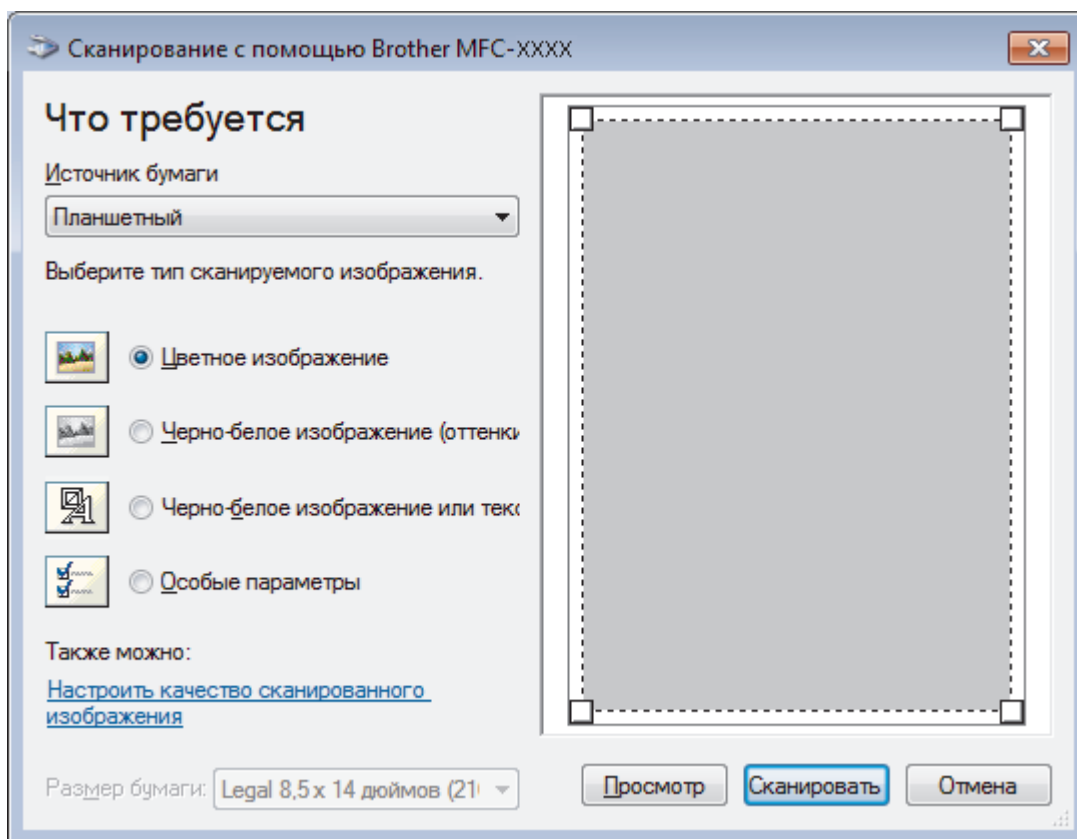 Сканирование с помощью Brother MFC-XXXX
Что требуется
Источник бумаги
Планшетный
Выберите тип сканируемого изображения.
Цветное изображение
Черно-белое изображение (оттенки
Черно-белое изображение или текс
Особые параметры
Также можно:
Настроить качество сканированного
изображения
Размер бумаги: Legal 8,5 x 14 дюймов (216
Просмотр Сканировать Отмена